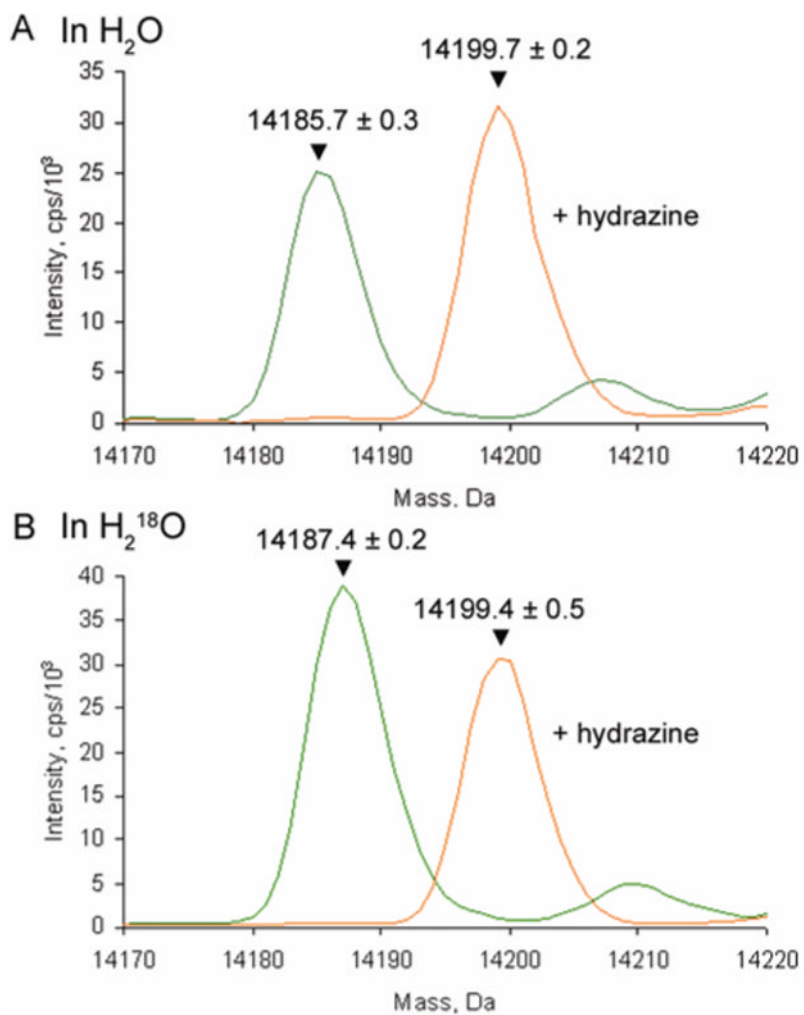 A In H₂O
14199.7 ± 0.2
14185.7 ± 0.3
+ hydrazine
Intensity, cps/10³
35
30
25
20
15
10
5
0
14170 14180 14190 14200 14210 14220
Mass. Da
B In H₂¹⁸O
14187.4 ± 0.2
14199.4 ± 0.5
+ hydrazine
Intensity, cps/10³
40
35
30
25
20
15
10
5
0
14170 14180 14190 14200 14210 14220
Mass, Da